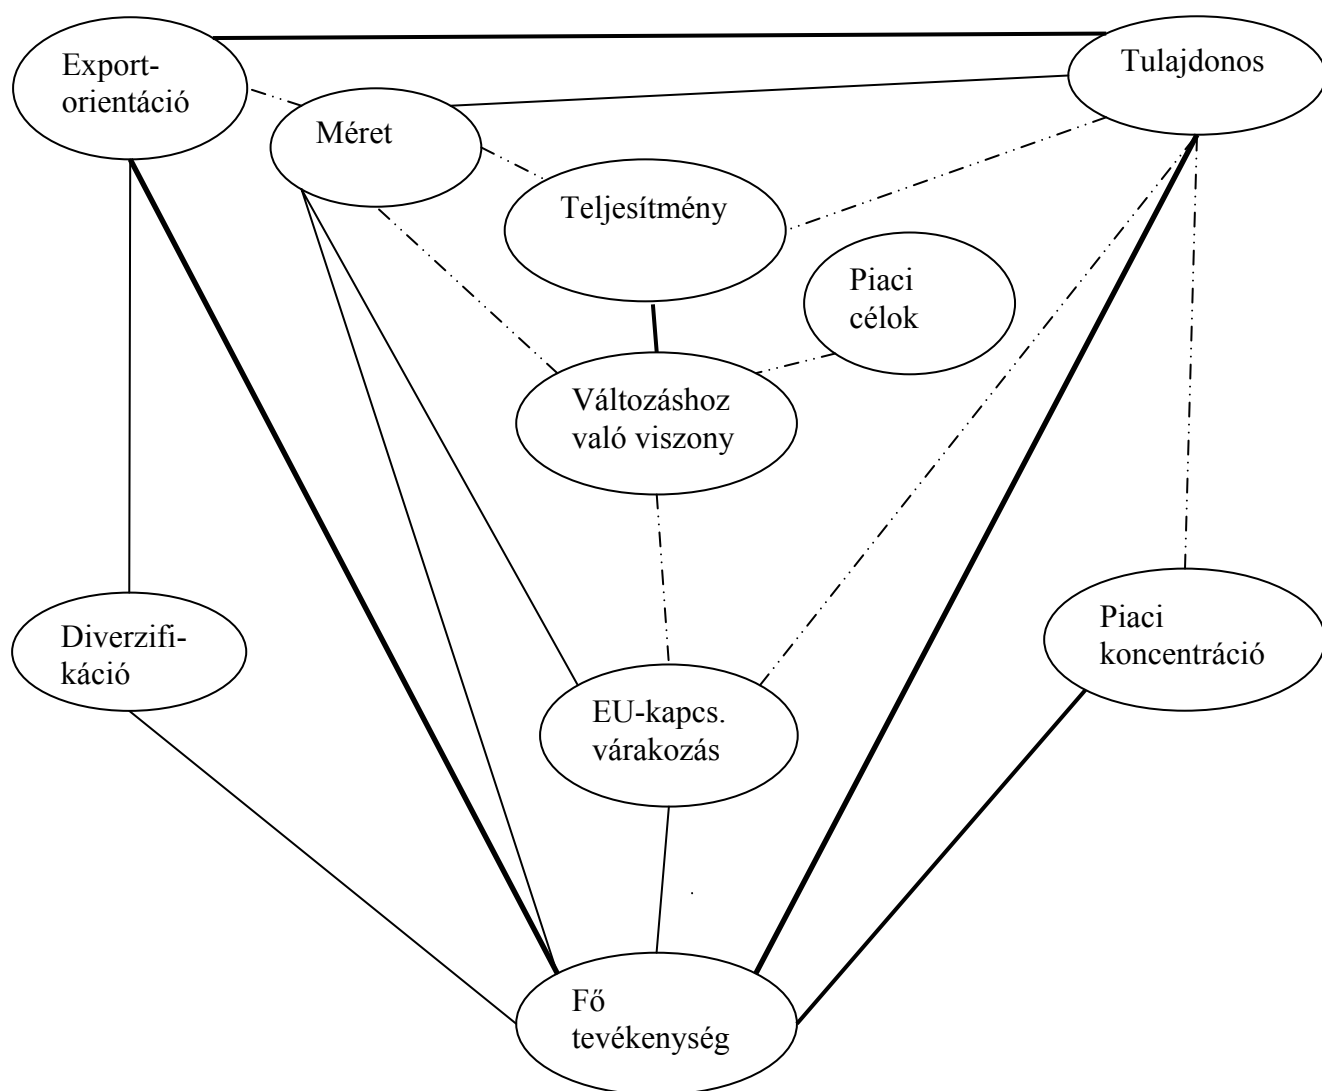 Export-
orientáció
Tulajdonos
Méret
Teljesítmény
Piaci
célok
Változáshoz
való viszony
Diverzifi-
káció
Piaci
koncentráció
EU-kapcs.
várakozás
Fő
tevékenység